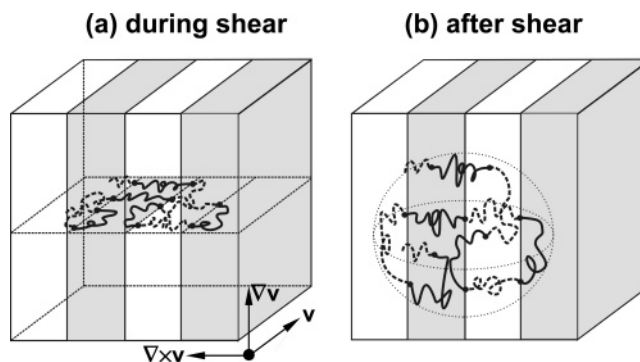 (a) during shear
(b) after shear
∇v
v
∇×v